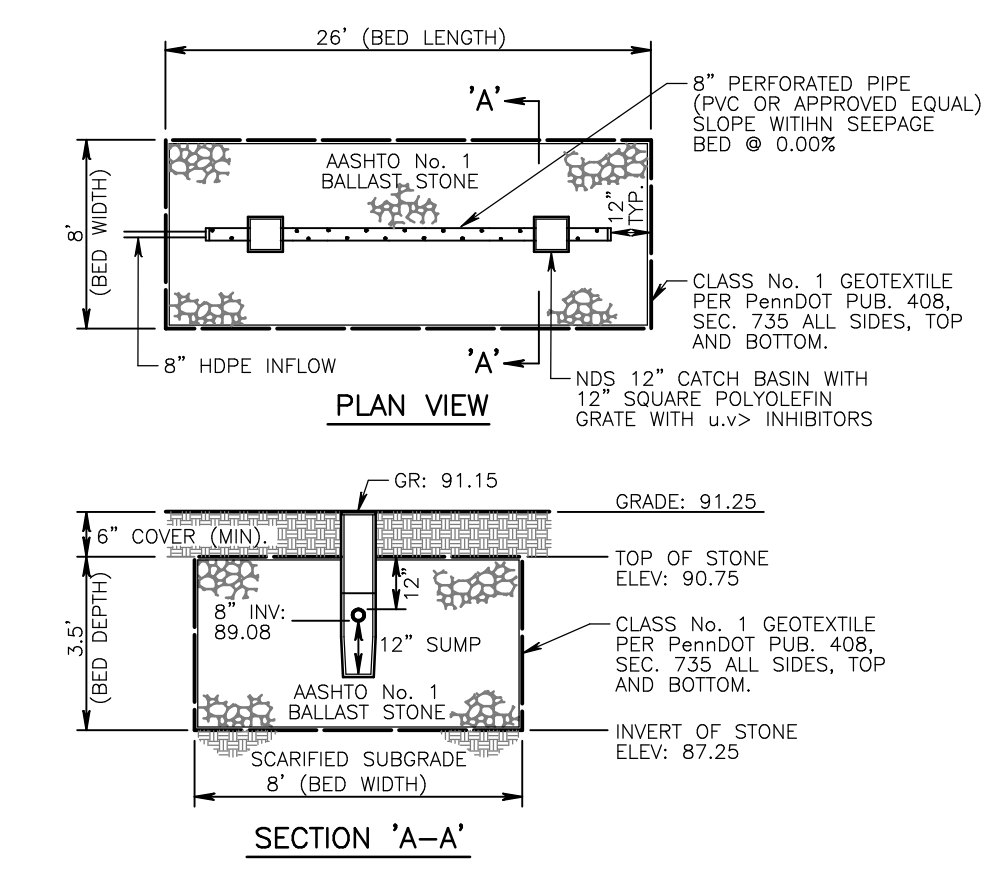 26' (BED LENGTH)
'A'
8" PERFORATED PIPE
(PVC OR APPROVED EQUAL)
SLOPE WITIHN SEEPAGE
BED @ 0.00%
AASHTO No. 1
BALLAST STONE
12"
TYP.
8'
(BED WIDTH)
CLASS No. 1 GEOTEXTILE
PER PennDOT PUB. 408,
SEC. 735 ALL SIDES, TOP
AND BOTTOM.
8" HDPE INFLOW
'A'
NDS 12" CATCH BASIN WITH
12" SQUARE POLYOLEFIN
GRATE WITH u.v> INHIBITORS
PLAN VIEW
GR: 91.15
GRADE: 91.25
6" COVER (MIN).
TOP OF STONE
ELEV: 90.75
12"
8" INV:
89.08
3.5'
(BED DEPTH)
12" SUMP
CLASS No. 1 GEOTEXTILE
PER PennDOT PUB. 408,
SEC. 735 ALL SIDES, TOP
AND BOTTOM.
AASHTO No. 1
BALLAST STONE
INVERT OF STONE
ELEV: 87.25
SCARIFIED SUBGRADE
8' (BED WIDTH)
SECTION 'A-A'